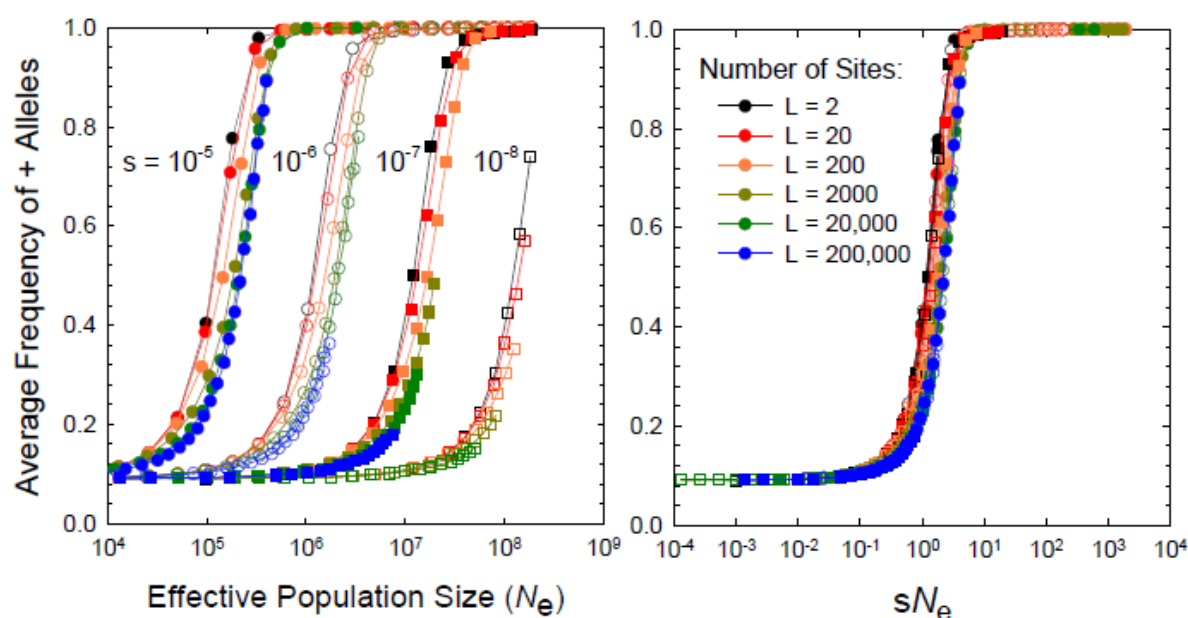 Average Frequency of + Alleles
1.0
0.8
0.6
0.4
0.2
0.0
s = 10⁻⁵ 10⁻⁶ 10⁻⁷ 10⁻⁸
10⁴ 10⁵ 10⁶ 10⁷ 10⁸ 10⁹
Effective Population Size (Nₑ)
1.0
0.8
0.6
0.4
0.2
0.0
Number of Sites:
L = 2
L = 20
L = 200
L = 2000
L = 20,000
L = 200,000
10⁻⁴ 10⁻³ 10⁻² 10⁻¹ 10⁰ 10¹ 10² 10³ 10⁴
sNₑ